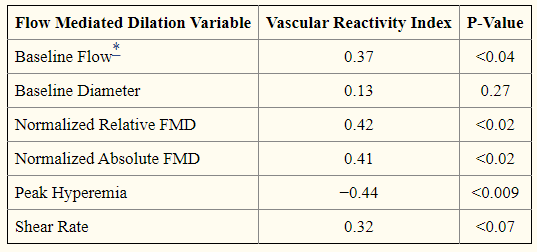 Flow Mediated Dilation Variable Vascular Reactivity Index P-Value
Baseline Flow* 0.37 <0.04
Baseline Diameter 0.13 0.27
Normalized Relative FMD 0.42 <0.02
Normalized Absolute FMD 0.41 <0.02
Peak Hyperemia −0.44 <0.009
Shear Rate 0.32 <0.07